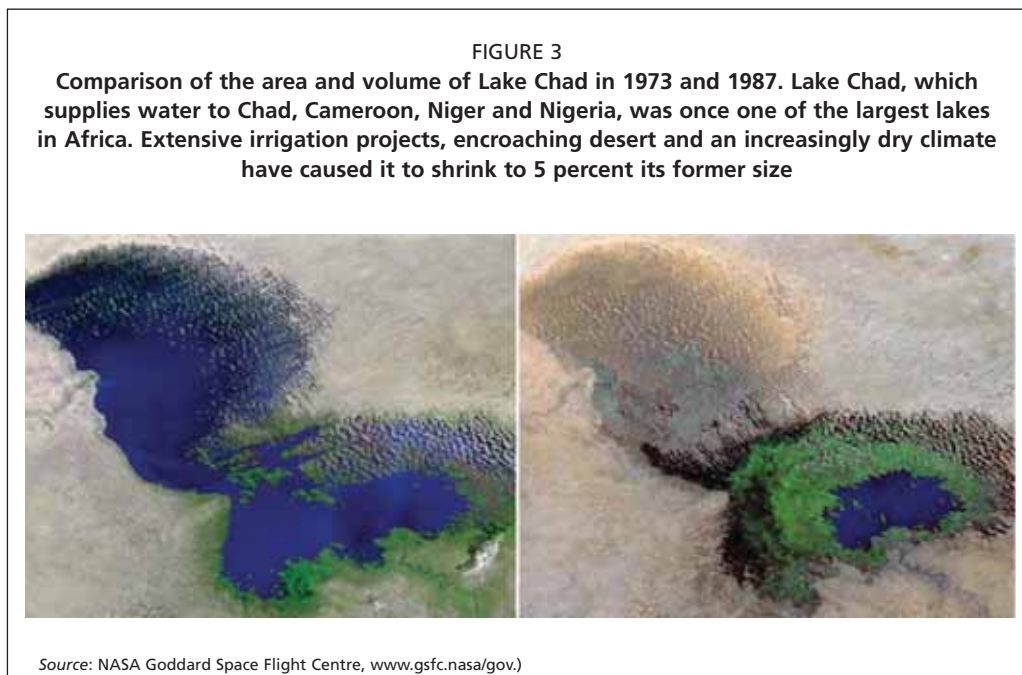 FIGURE 3
Comparison of the area and volume of Lake Chad in 1973 and 1987. Lake Chad, which
supplies water to Chad, Cameroon, Niger and Nigeria, was once one of the largest lakes
in Africa. Extensive irrigation projects, encroaching desert and an increasingly dry climate
have caused it to shrink to 5 percent its former size
Source: NASA Goddard Space Flight Centre, www.gsfc.nasa/gov.)